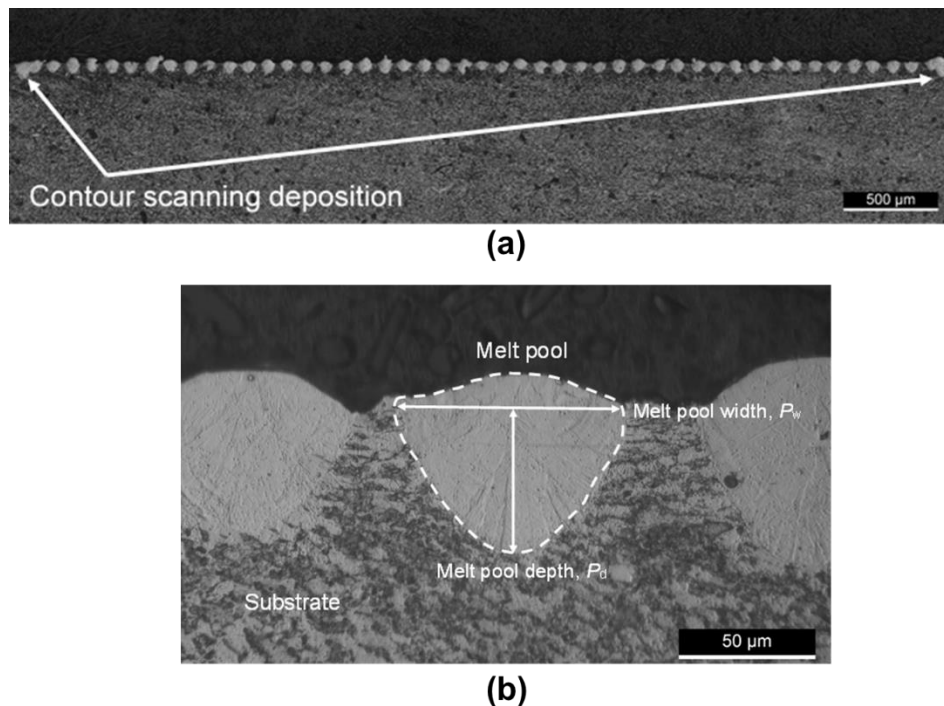 Contour scanning deposition
500 µm
(a)
Melt pool
Melt pool width, Pw
Melt pool depth, Pd
Substrate
50 µm
(b)